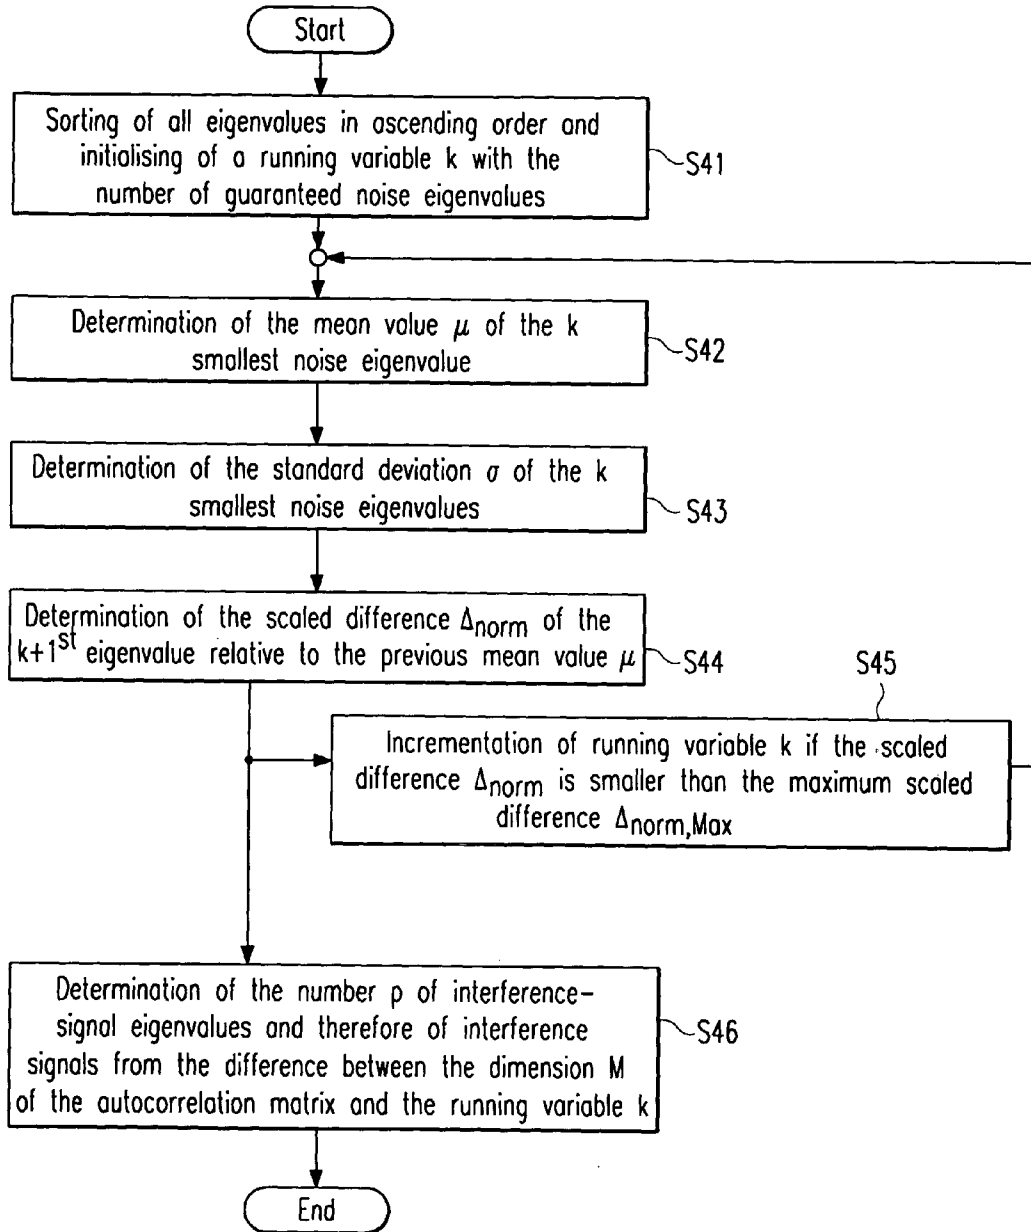 Start
Sorting of all eigenvalues in ascending order and
initialising of a running variable k with the
number of guaranteed noise eigenvalues
S41
Determination of the mean value μ of the k
smallest noise eigenvalue
S42
Determination of the standard deviation σ of the k
smallest noise eigenvalues
S43
Determination of the scaled difference Δnorm of the
k+1st eigenvalue relative to the previous mean value μ
S44
S45
Incrementation of running variable k if the scaled
difference Δnorm is smaller than the maximum scaled
difference Δnorm,Max
Determination of the number p of interference-
signal eigenvalues and therefore of interference
signals from the difference between the dimension M
of the autocorrelation matrix and the running variable k
S46
End